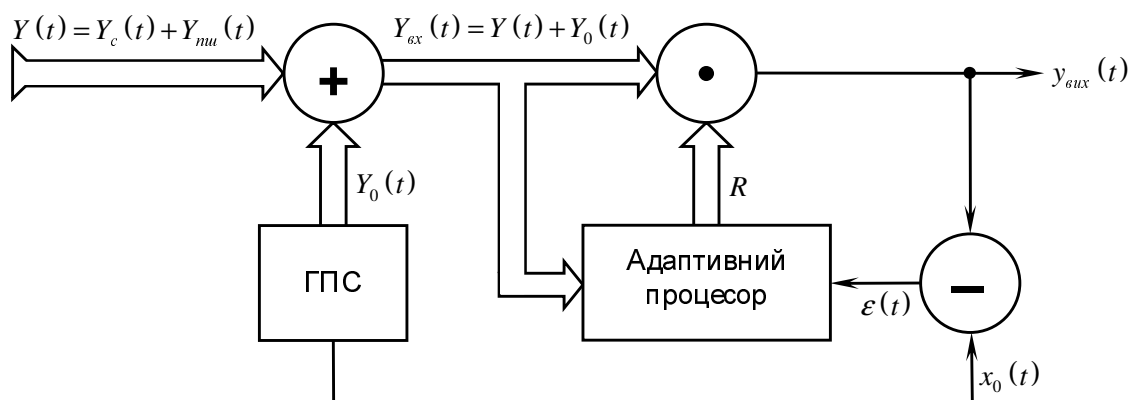 Y(t)=Y_c(t)+Y_пш(t)
Y_вх(t)=Y(t)+Y_0(t)
+
•
y_вих(t)
Y_0(t)
R
ГПС
Адаптивний
процесор
ε(t)
−
x_0(t)